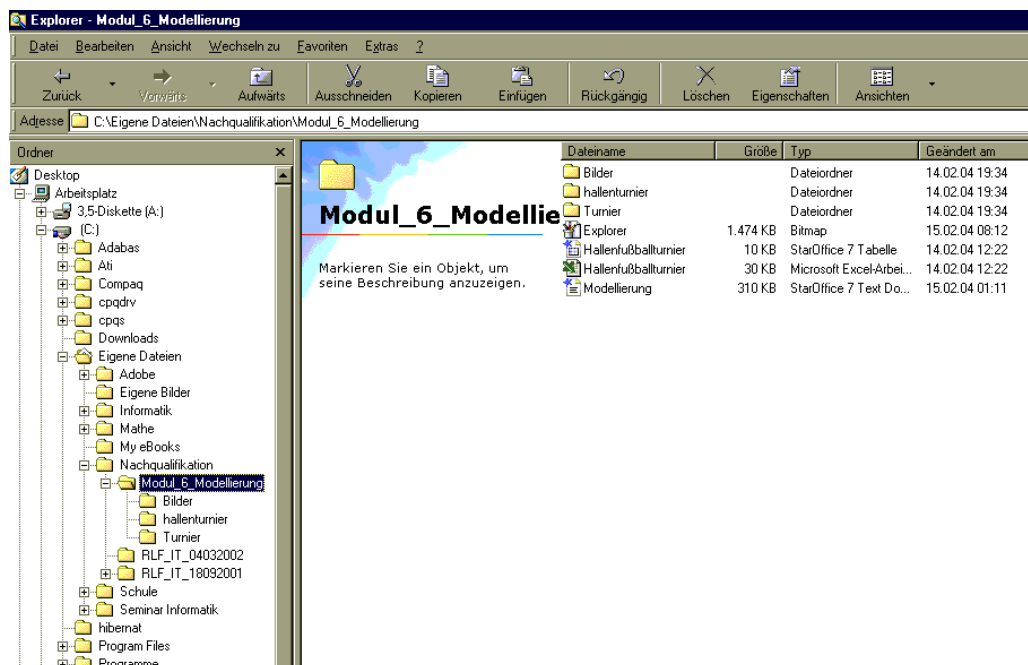 Explorer - Modul_6_Modellierung
Datei Bearbeiten Ansicht Wechseln zu Favoriten Extras ?
Zurück Vorwärts Aufwärts Ausschneiden Kopieren Einfügen Rückgängig Löschen Eigenschaften Ansichten
Adresse C:\Eigene Dateien\Nachqualifikation\Modul_6_Modellierung
Ordner
Desktop
Arbeitsplatz
3,5-Diskette (A:)
(C:)
Adabas
Ati
Compaq
cpqdrv
cpqs
Downloads
Eigene Dateien
Adobe
Eigene Bilder
Informatik
Mathe
My eBooks
Nachqualifikation
Modul_6_Modellierung
Bilder
hallenturnier
Turnier
RLF_IT_04032002
RLF_IT_18092001
Schule
Seminar Informatik
hibernat
Program Files
Programme
Modul_6_Modellie
Markieren Sie ein Objekt, um
seine Beschreibung anzuzeigen.
Dateiname Größe Typ Geändert am
Bilder Dateiordner 14.02.04 19:34
hallenturnier Dateiordner 14.02.04 19:34
Turnier Dateiordner 14.02.04 19:34
Explorer 1.474 KB Bitmap 15.02.04 08:12
Hallenfußballturnier 10 KB StarOffice 7 Tabelle 14.02.04 12:22
Hallenfußballturnier 30 KB Microsoft Excel-Arbei... 14.02.04 12:22
Modellierung 310 KB StarOffice 7 Text Do... 15.02.04 01:11